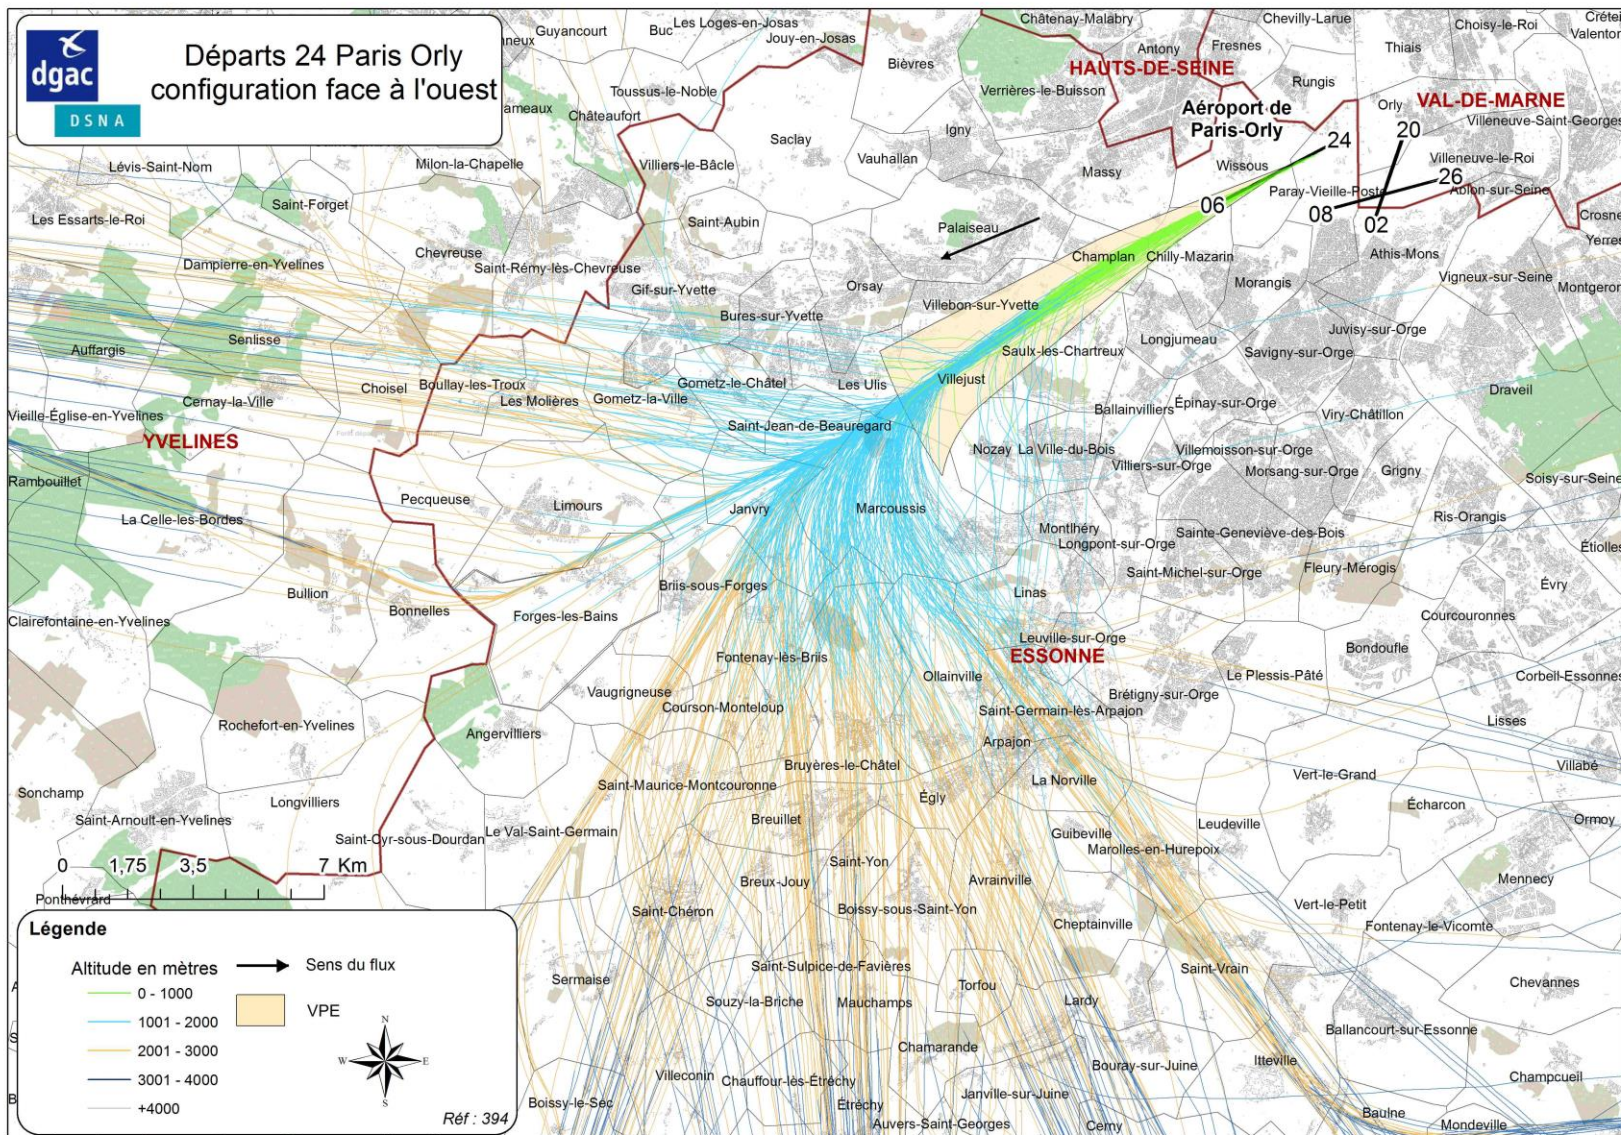 dgac
DSNA
Départs 24 Paris Orly
configuration face à l'ouest
Guyancourt
Buc
Les Loges-en-Josas
Jouy-en-Josas
Châtenay-Malabry
Chevilly-Larue
Choisy-le-Roi
Bièvres
Antony
Fresnes
Thiais
HAUTS-DE-SEINE
Rungis
Toussus-le-Noble
Verrières-le-Buisson
Châteaufort
Aéroport de
Paris-Orly
Orly
VAL-DE-MARNE
Villeneuve-Saint-Georges
Igny
Saclay
20
24
Lévis-Saint-Nom
Milon-la-Chapelle
Villiers-le-Bâcle
Vauhallan
Massy
Wissous
Villeneuve-le-Roi
26
Paray-Vieille-Poste
Ablon-sur-Seine
Saint-Forget
Les Essarts-le-Roi
Saint-Aubin
Palaiseau
06
08
02
Crosne
Yerres
Chevreuse
Dampierre-en-Yvelines
Saint-Rémy-lès-Chevreuse
Champlan
Chilly-Mazarin
Athis-Mons
Vigneux-sur-Seine
Gif-sur-Yvette
Orsay
Morangis
Montgeron
Villebon-sur-Yvette
Bures-sur-Yvette
Juvisy-sur-Orge
Senlisse
Auffargis
Saulx-les-Chartreux
Longjumeau
Savigny-sur-Orge
Choisel
Boullay-les-Troux
Gometz-le-Châtel
Les Ulis
Villejust
Draveil
Cernay-la-Ville
Les Molières
Gometz-la-Ville
Ballainvilliers
Épinay-sur-Orge
Vieille-Église-en-Yvelines
Viry-Châtillon
Saint-Jean-de-Beauregard
YVELINES
Nozay
La Ville-du-Bois
Villemoisson-sur-Orge
Villiers-sur-Orge
Morsang-sur-Orge
Grigny
Rambouillet
Soisy-sur-Seine
Pecqueuse
Limours
Janvry
Marcoussis
La Celle-les-Bordes
Ris-Orangis
Montlhéry
Longpont-sur-Orge
Sainte-Geneviève-des-Bois
Étiolles
Saint-Michel-sur-Orge
Fleury-Mérogis
Évry
Briis-sous-Forges
Bullion
Bonnelles
Linas
Forges-les-Bains
Courcouronnes
Clairefontaine-en-Yvelines
Leuville-sur-Orge
ESSONNE
Bondoufle
Fontenay-lès-Briis
Ollainville
Le Plessis-Pâté
Corbeil-Essonnes
Vaugrigneuse
Courson-Monteloup
Brétigny-sur-Orge
Saint-Germain-lès-Arpajon
Lisses
Rochefort-en-Yvelines
Angervilliers
Arpajon
Bruyères-le-Châtel
Villabé
Saint-Maurice-Montcouronne
La Norville
Vert-le-Grand
Sonchamp
Longvilliers
Égly
Écharcon
Saint-Arnoult-en-Yvelines
Breuillet
Ormoy
Saint-Cyr-sous-Dourdan
Le Val-Saint-Germain
Guibeville
Leudeville
Marolles-en-Hurepoix
0 1,75 3,5 7 Km
Saint-Yon
Breux-Jouy
Avrainville
Mennecy
Ponthévrard
Saint-Chéron
Boissy-sous-Saint-Yon
Vert-le-Petit
Cheptainville
Fontenay-le-Vicomte
Légende
Altitude en mètres
Sens du flux
0 - 1000
VPE
1001 - 2000
2001 - 3000
3001 - 4000
+4000
N
W
E
S
Réf : 394
Sermaise
Saint-Sulpice-de-Favières
Torfou
Saint-Vrain
Chevannes
Souzy-la-Briche
Mauchamps
Lardy
Ballancourt-sur-Essonne
Chamarande
Itteville
Villeconin
Chauffour-lès-Étréchy
Bouray-sur-Juine
Champcueil
Boissy-le-Sec
Étréchy
Janville-sur-Juine
Baulne
Auvers-Saint-Georges
Cerny
Mondeville